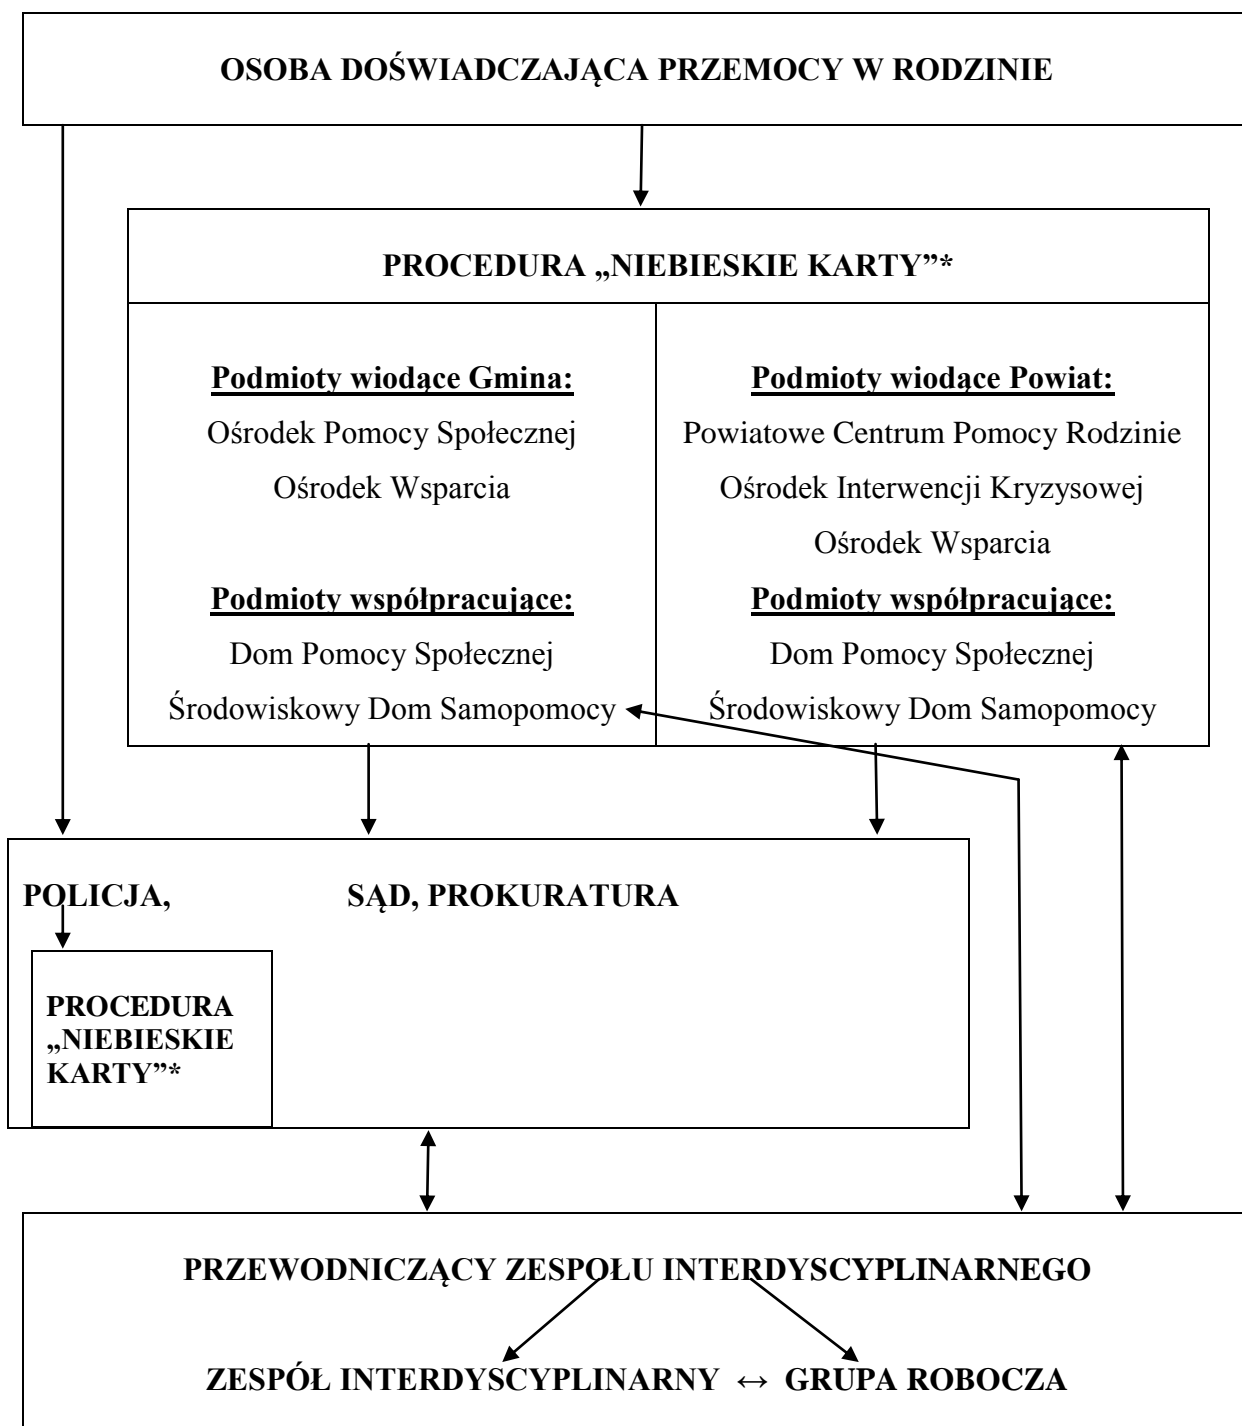 OSOBA DOŚWIADCZAJĄCA PRZEMOCY W RODZINIE
PROCEDURA „NIEBIESKIE KARTY”*
Podmioty wiodące Gmina:
Ośrodek Pomocy Społecznej
Ośrodek Wsparcia
Podmioty współpracujące:
Dom Pomocy Społecznej
Środowiskowy Dom Samopomocy
Podmioty wiodące Powiat:
Powiatowe Centrum Pomocy Rodzinie
Ośrodek Interwencji Kryzysowej
Ośrodek Wsparcia
Podmioty współpracujące:
Dom Pomocy Społecznej
Środowiskowy Dom Samopomocy
POLICJA, SĄD, PROKURATURA
PROCEDURA
„NIEBIESKIE
KARTY”*
PRZEWODNICZĄCY ZESPOŁU INTERDYSCYPLINARNEGO
ZESPÓŁ INTERDYSCYPLINARNY ↔ GRUPA ROBOCZA